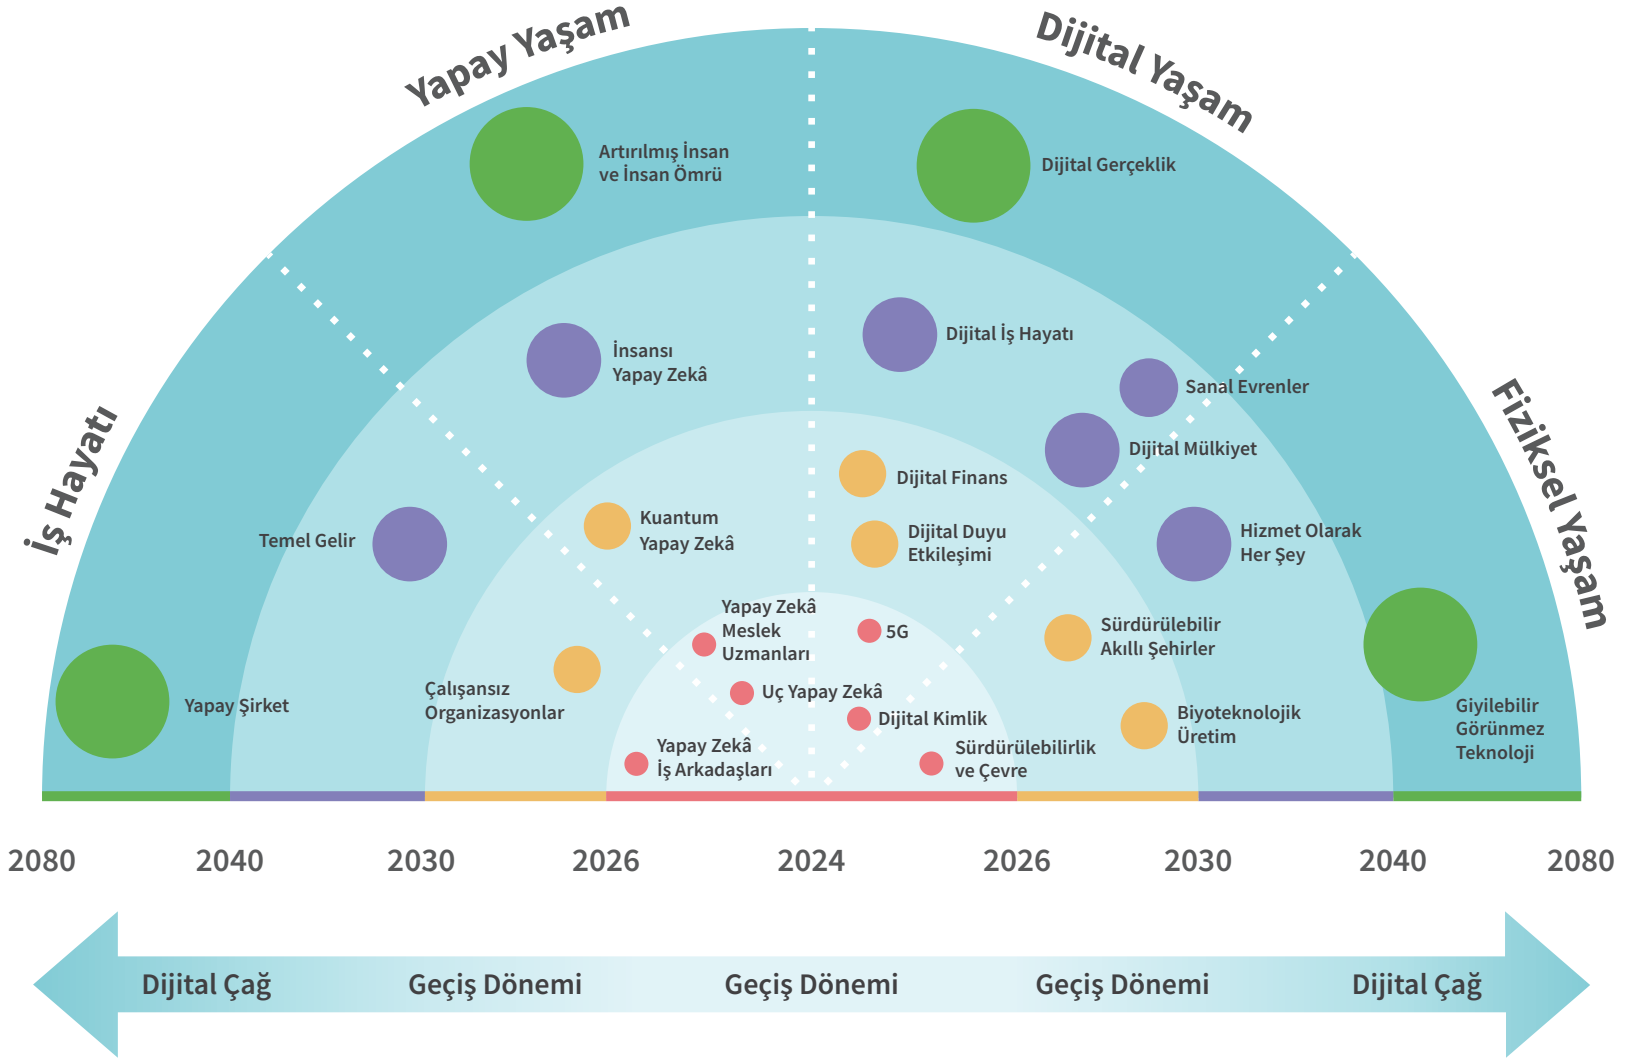 Yapay Yaşam
Dijital Yaşam
İş Hayatı
Fiziksel Yaşam
Artırılmış İnsan
ve İnsan Ömrü
Dijital Gerçeklik
İnsansı
Yapay Zekâ
Dijital İş Hayatı
Sanal Evrenler
Dijital Mülkiyet
Dijital Finans
Temel Gelir
Kuantum
Yapay Zekâ
Dijital Duyu
Etkileşimi
Hizmet Olarak
Her Şey
Yapay Zekâ
Meslek
Uzmanları
5G
Sürdürülebilir
Akıllı Şehirler
Çalışansız
Organizasyonlar
Uç Yapay Zekâ
Dijital Kimlik
Biyoteknolojik
Üretim
Yapay Şirket
Giyilebilir
Görünmez
Teknoloji
Yapay Zekâ
İş Arkadaşları
Sürdürülebilirlik
ve Çevre
2080 2040 2030 2026 2024 2026 2030 2040 2080
Dijital Çağ Geçiş Dönemi Geçiş Dönemi Geçiş Dönemi Dijital Çağ